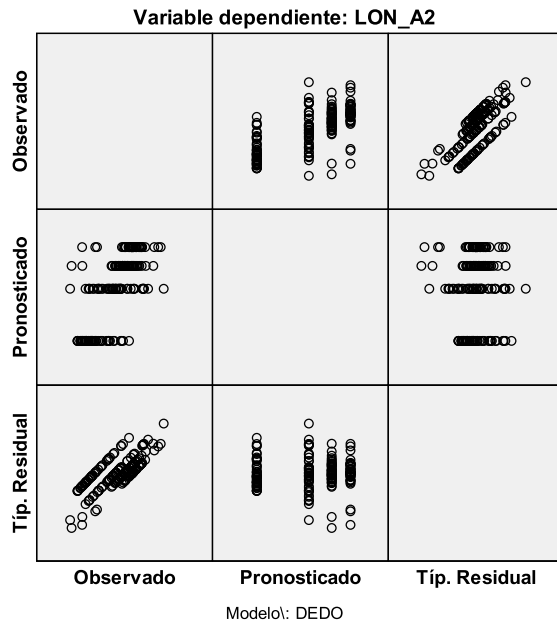 Variable dependiente: LON_A2
Observado
Pronosticado
Típ. Residual
Observado Pronosticado Típ. Residual
Modelo\: DEDO